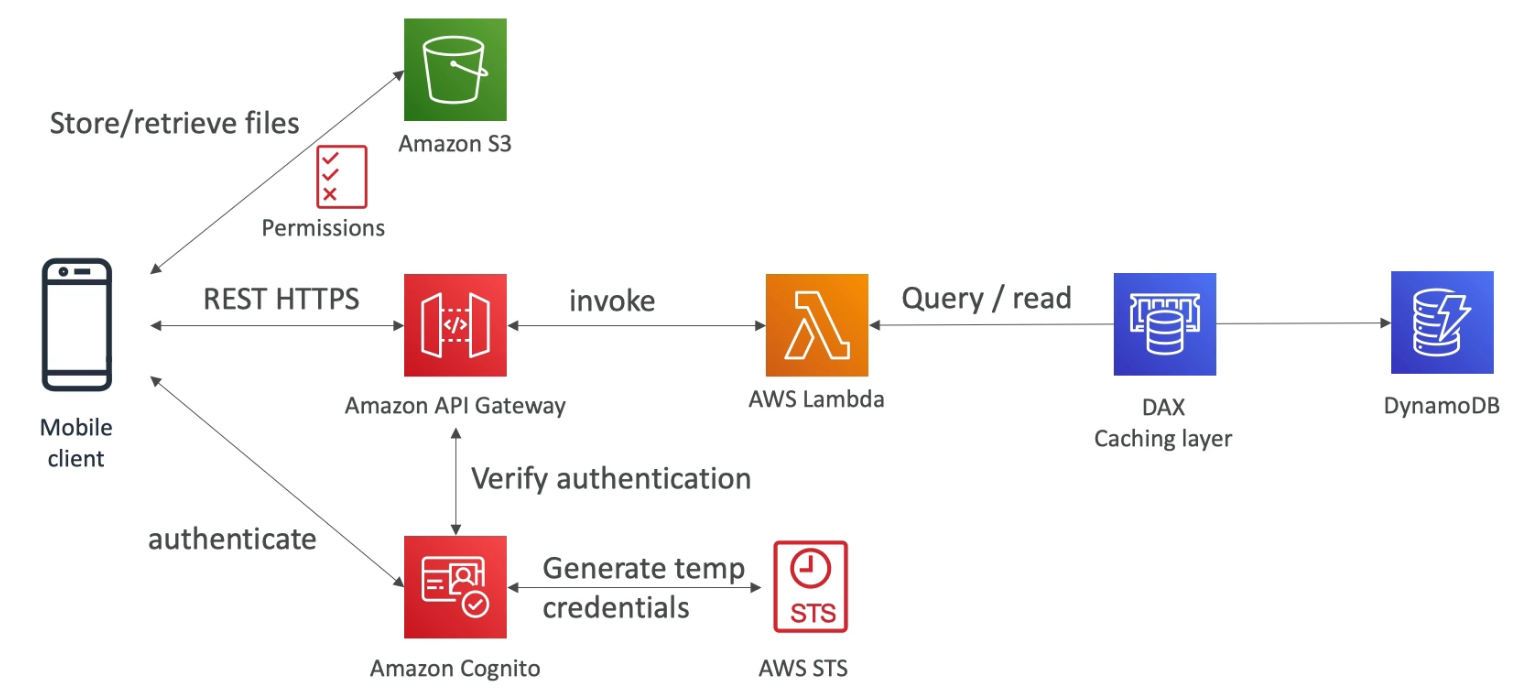 Store/retrieve files
Amazon S3
Permissions
REST HTTPS
invoke
Query / read
</>
Amazon API Gateway
AWS Lambda
DAX
Caching layer
DynamoDB
Mobile
client
Verify authentication
authenticate
Generate temp
credentials
STS
Amazon Cognito
AWS STS